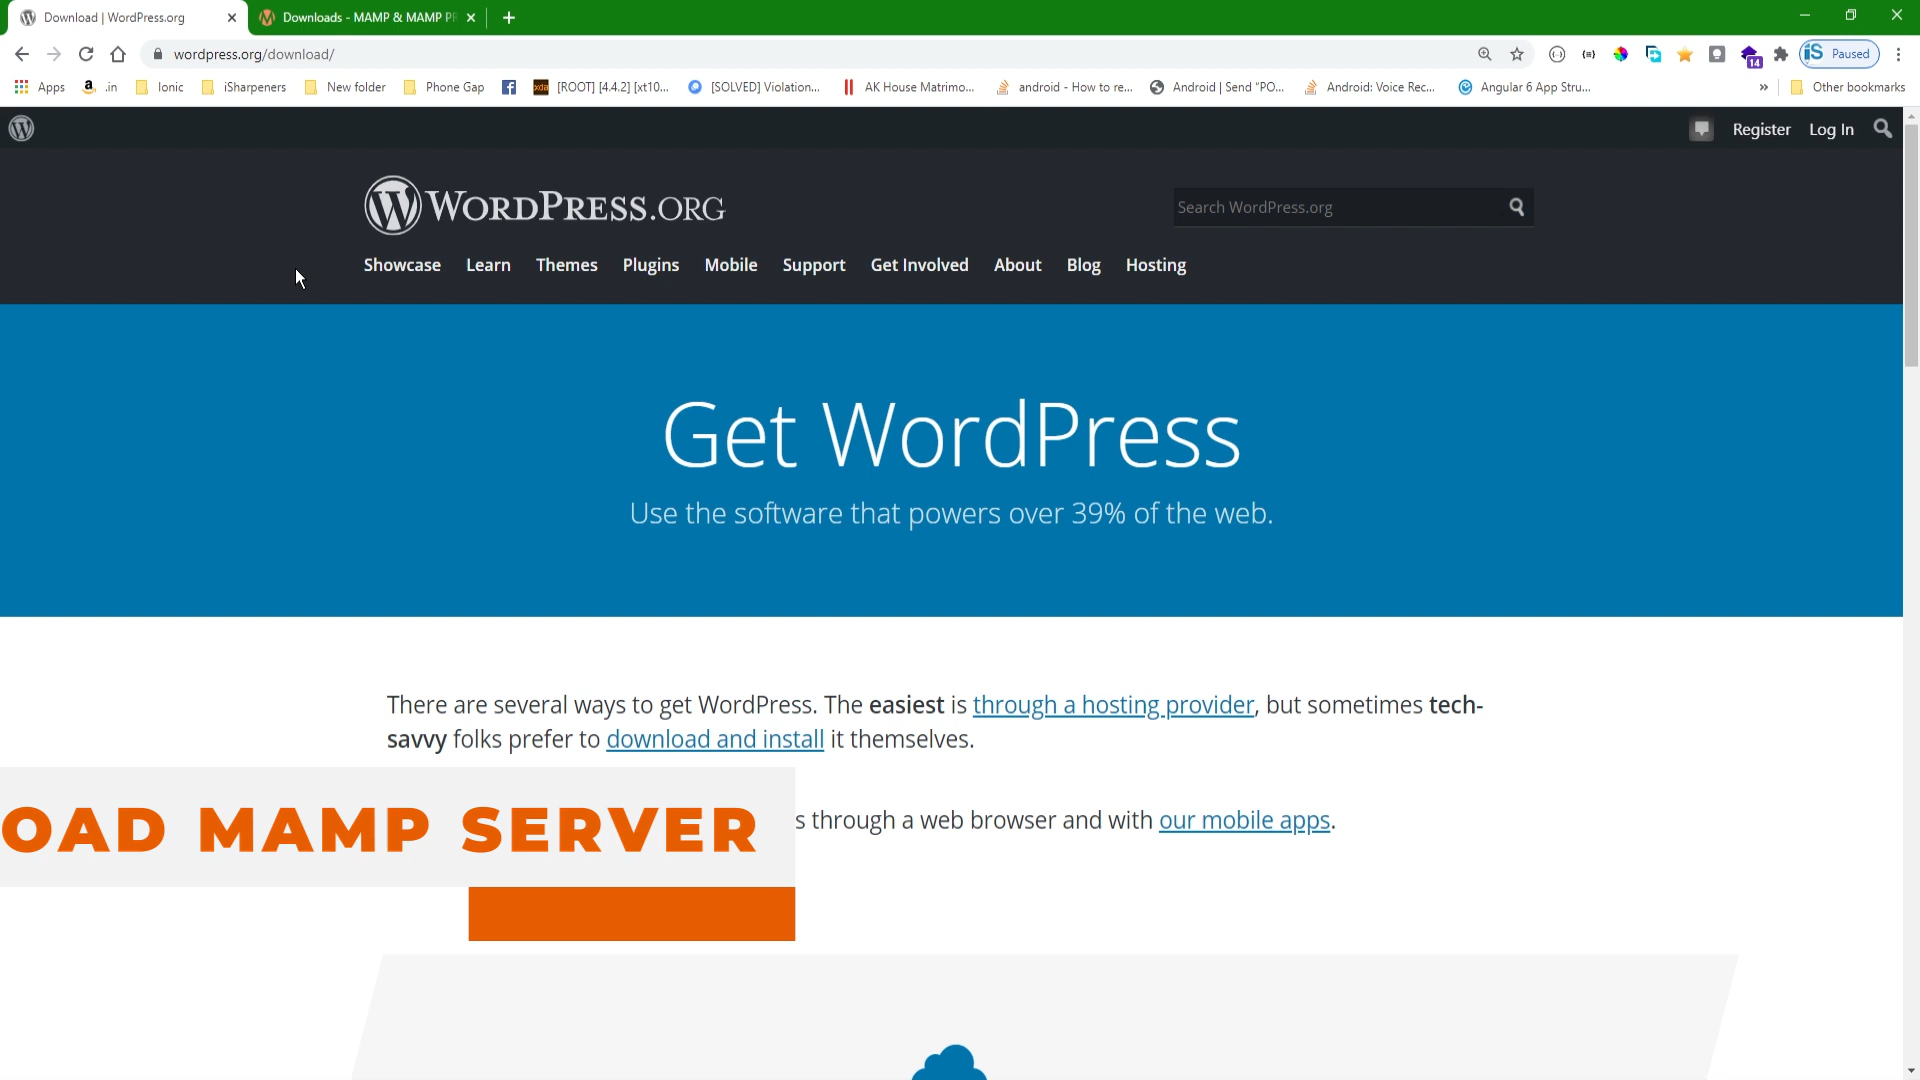 Download | WordPress.org
Downloads - MAMP & MAMP PR
wordpress.org/download/
Paused
14
Apps
.in
Ionic
iSharpeners
New folder
Phone Gap
[ROOT] [4.4.2] [xt10...
[SOLVED] Violation...
AK House Matrimo...
android - How to re...
Android | Send "PO...
Android: Voice Rec...
Angular 6 App Stru...
»
Other bookmarks
Register
Log In
WORDPRESS.ORG
Search WordPress.org
Showcase
Learn
Themes
Plugins
Mobile
Support
Get Involved
About
Blog
Hosting
Get WordPress
Use the software that powers over 39% of the web.
There are several ways to get WordPress. The easiest is through a hosting provider, but sometimes tech-
savvy folks prefer to download and install it themselves.
OAD MAMP SERVER
s through a web browser and with our mobile apps.